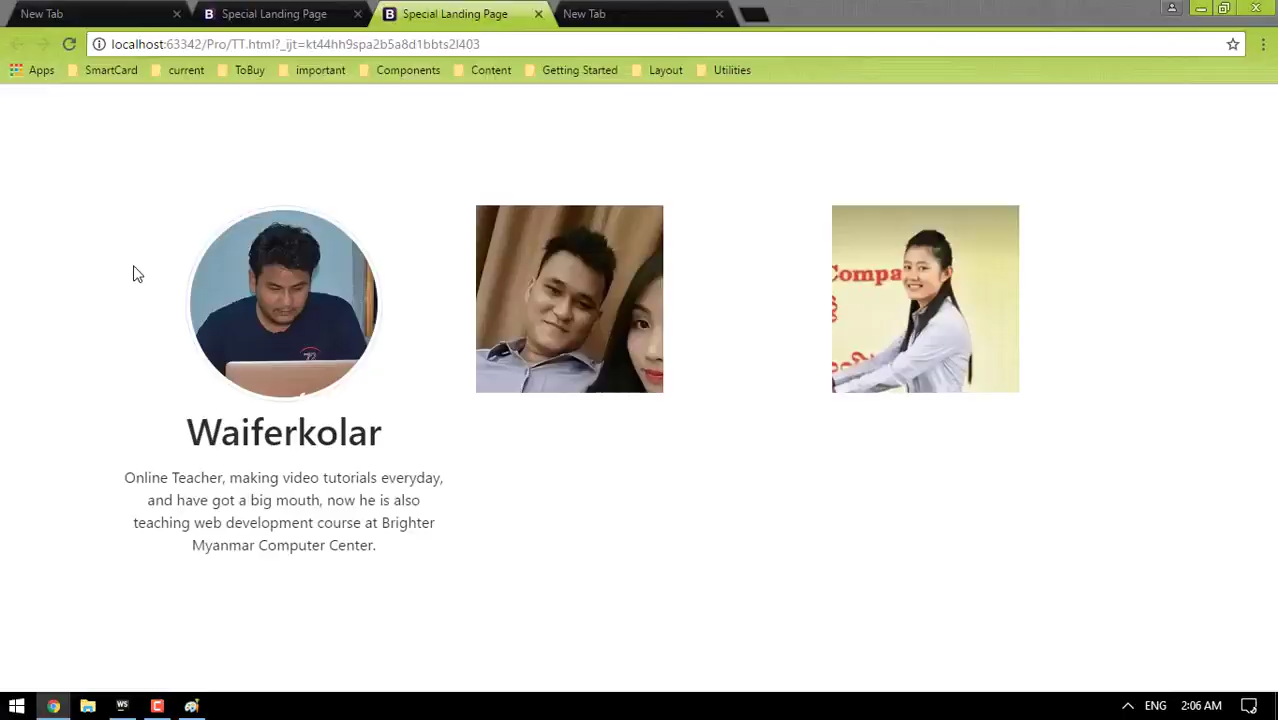 New Tab
Special Landing Page
Special Landing Page
New Tab
localhost:63342/Pro/TT.html?_ijt=kt44hh9spa2b5a8d1bbts2l403
Apps SmartCard current ToBuy important Components Content Getting Started Layout Utilities
Compa
Waiferkolar
Online Teacher, making video tutorials everyday,
and have got a big mouth, now he is also
teaching web development course at Brighter
Myanmar Computer Center.
WS
ENG 2:06 AM